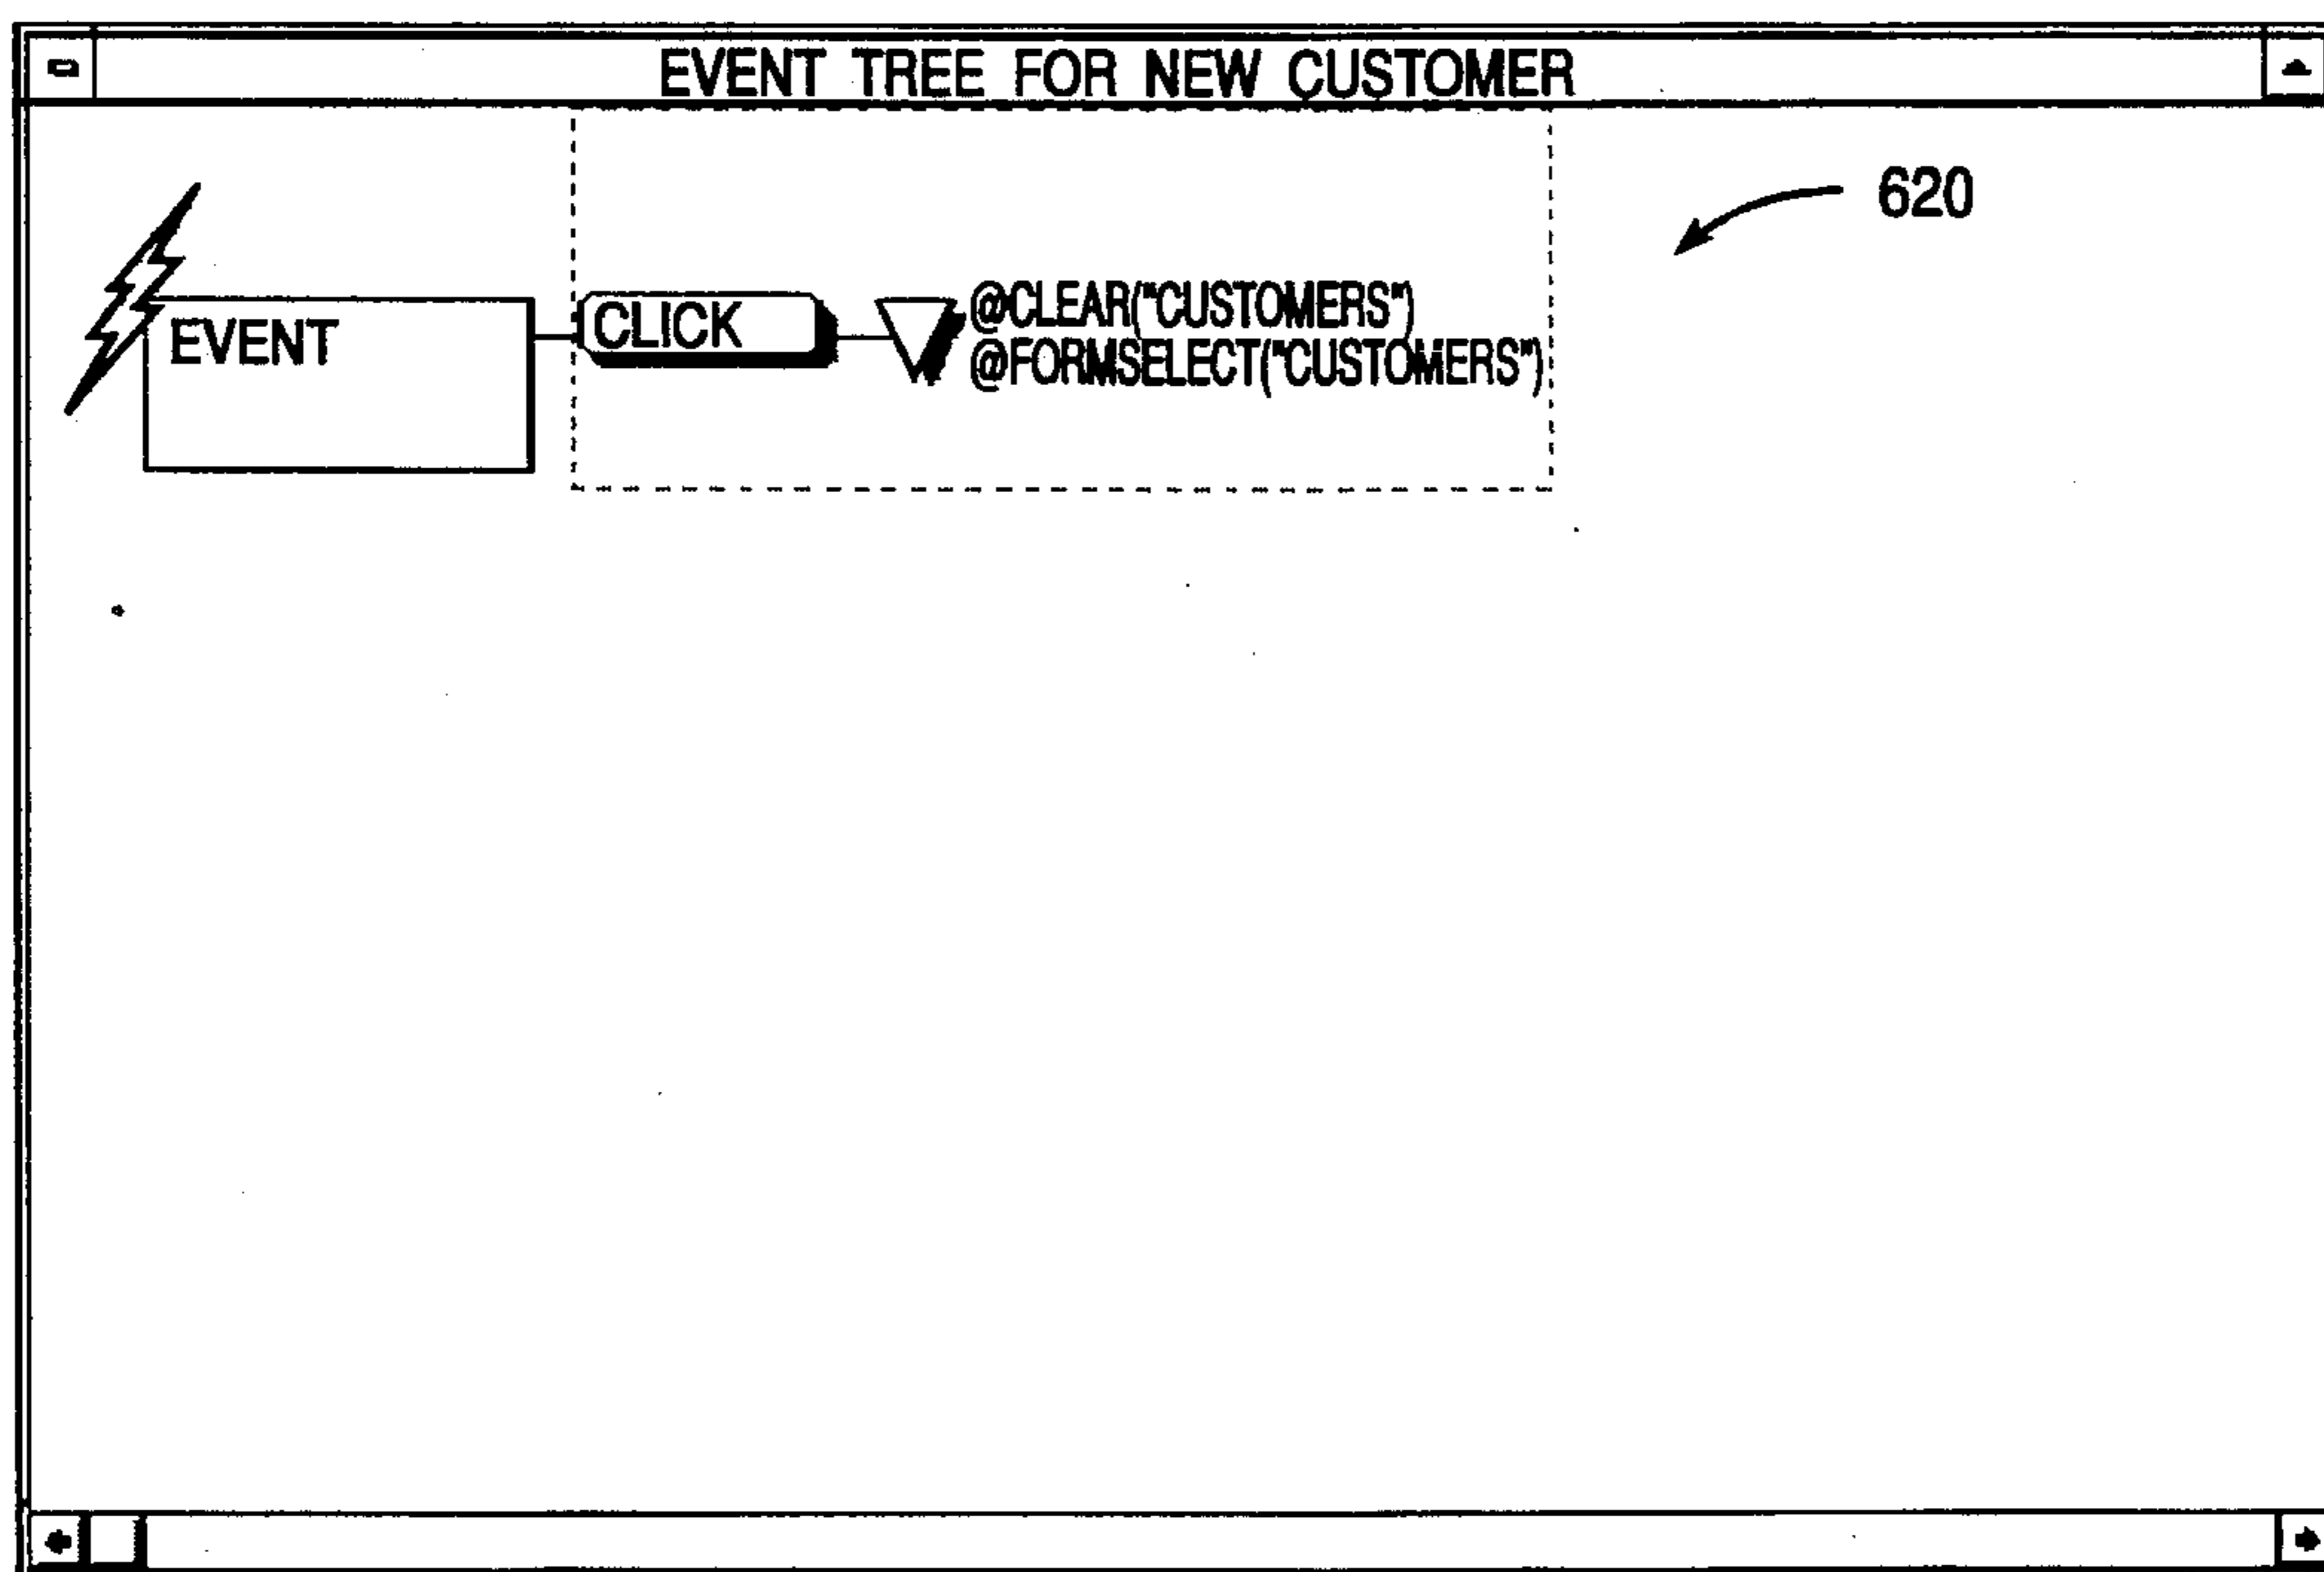 EVENT TREE FOR NEW CUSTOMER
620
EVENT
CLICK
@CLEAR("CUSTOMERS")
@FORMSELECT("CUSTOMERS")